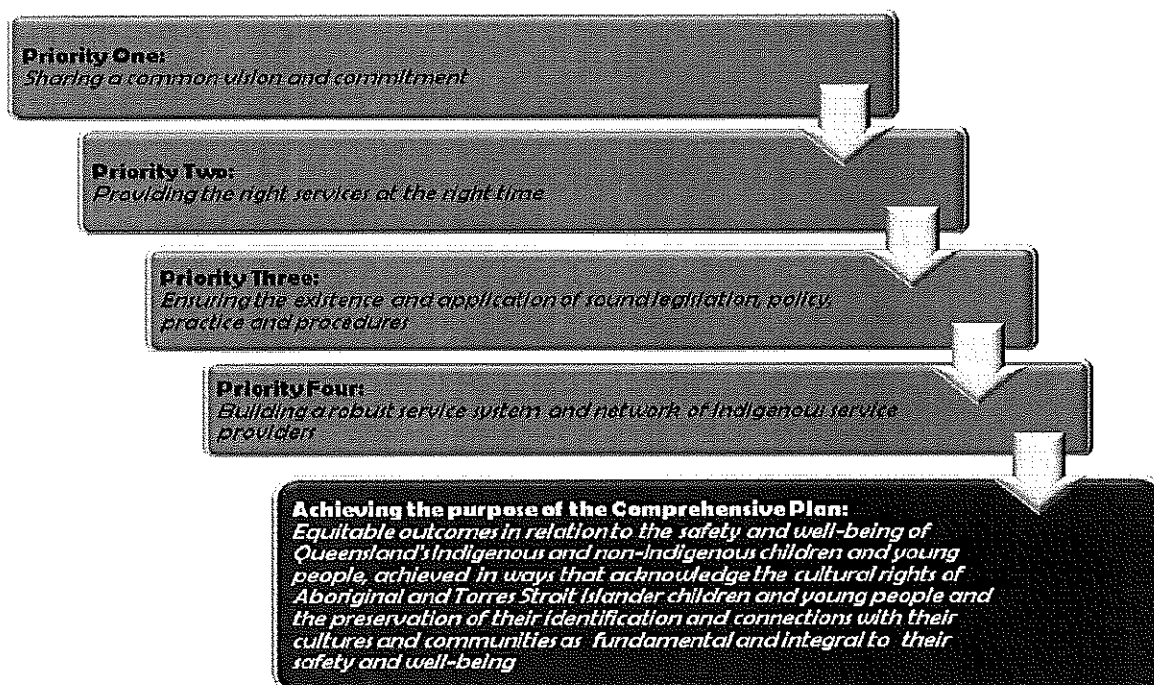 Priority One:
Sharing a common vision and commitment
Priority Two:
Providing the right services at the right time
Priority Three:
Ensuring the existence and application of sound legislation, policy,
practice and procedures
Priority Four:
Building a robust service system and network of Indigenous service
providers
Achieving the purpose of the Comprehensive Plan:
Equitable outcomes in relation to the safety and well-being of
Queensland's Indigenous and non-Indigenous children and young
people, achieved in ways that acknowledge the cultural rights of
Aboriginal and Torres Strait Islander children and young people and
the preservation of their identification and connections with their
cultures and communities as fundamental and integral to their
safety and well-being